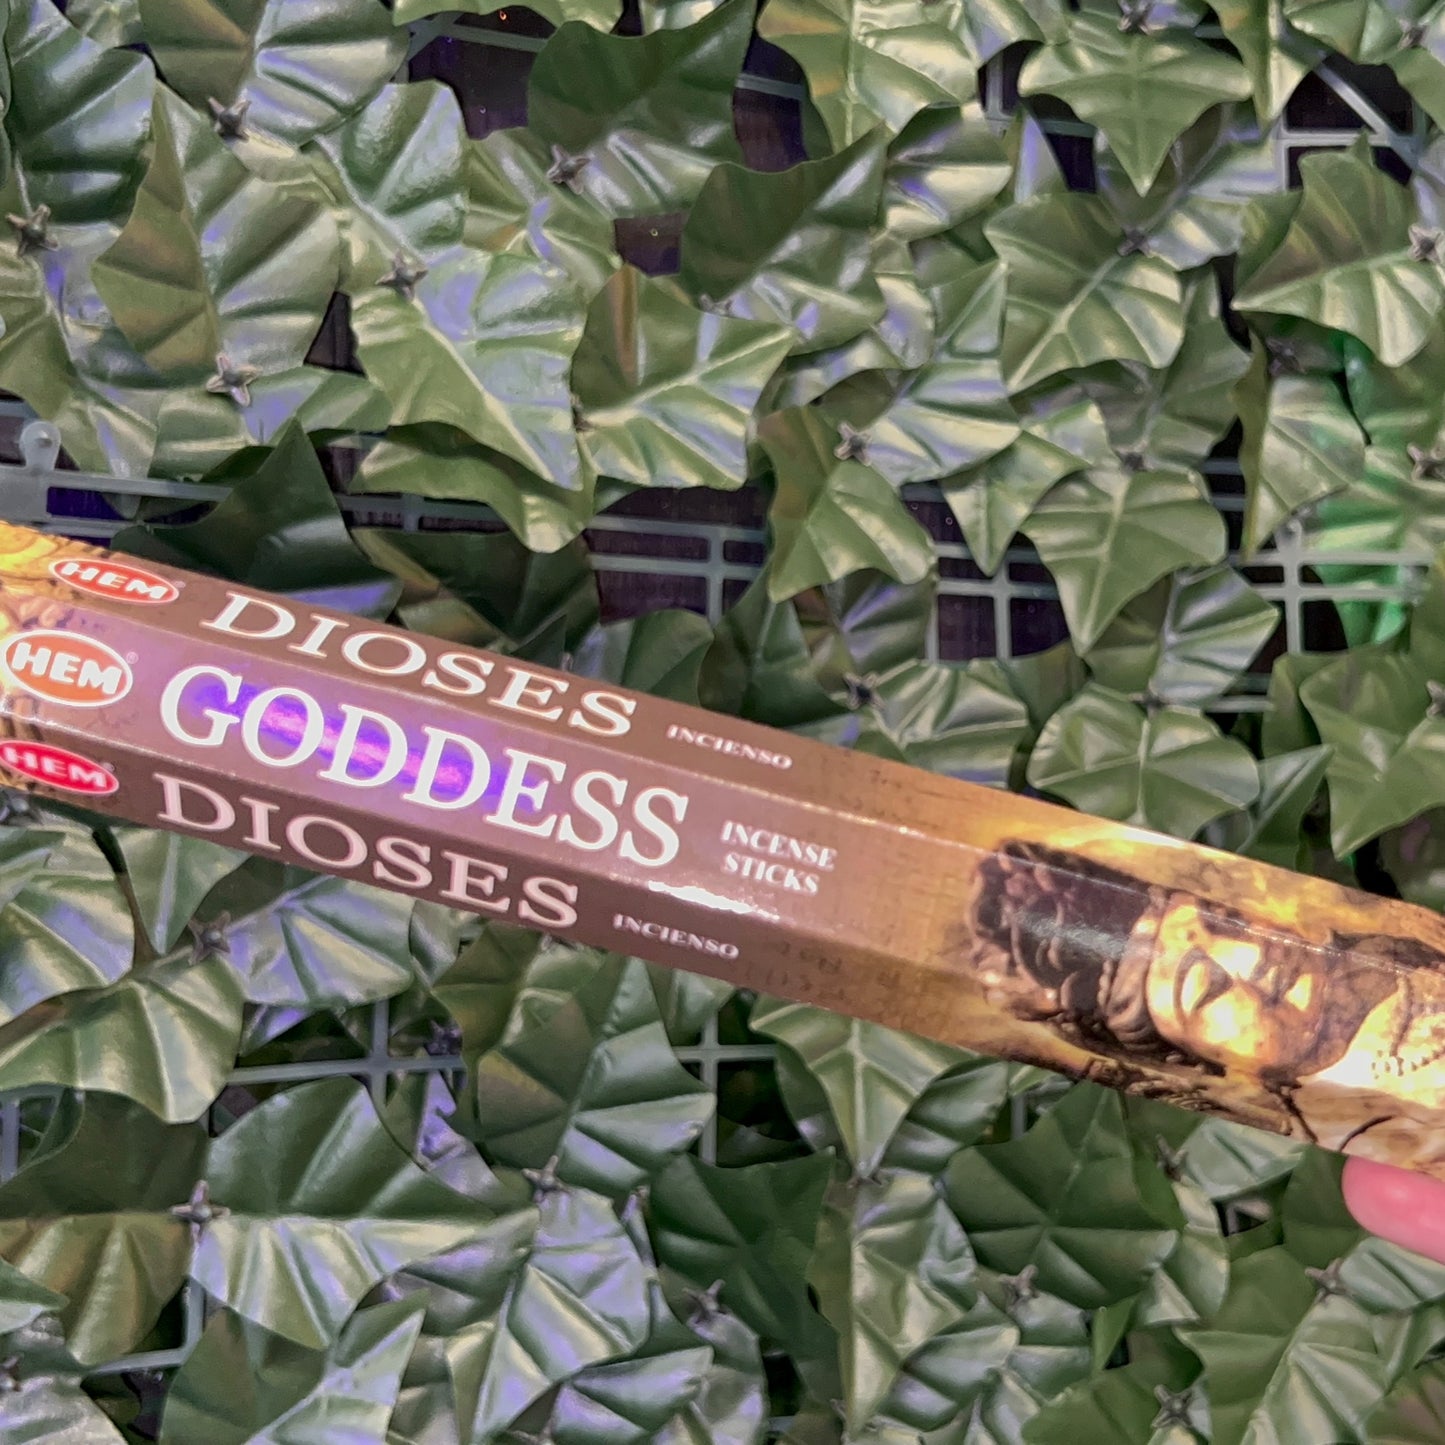 HEM DIOSES INCIENSO
HEM GODDESS INCENSE
STICKS
HEM DIOSES INCIENSO